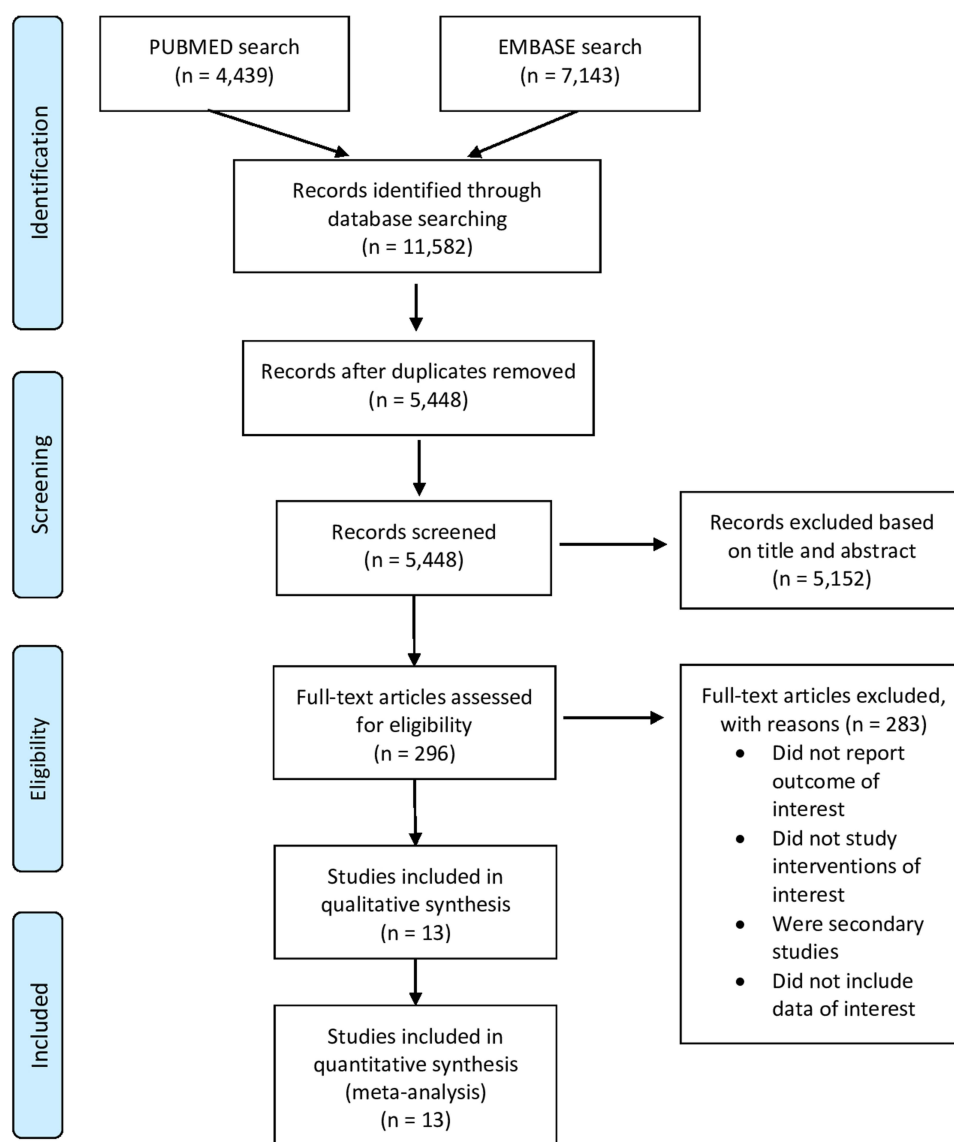 Identification
PUBMED search
(n = 4,439)
EMBASE search
(n = 7,143)
Records identified through
database searching
(n = 11,582)
Screening
Records after duplicates removed
(n = 5,448)
Records screened
(n = 5,448)
Records excluded based
on title and abstract
(n = 5,152)
Eligibility
Full-text articles assessed
for eligibility
(n = 296)
Full-text articles excluded,
with reasons (n = 283)
• Did not report
outcome of
interest
• Did not study
interventions of
interest
• Were secondary
studies
• Did not include
data of interest
Studies included in
qualitative synthesis
(n = 13)
Included
Studies included in
quantitative synthesis
(meta-analysis)
(n = 13)